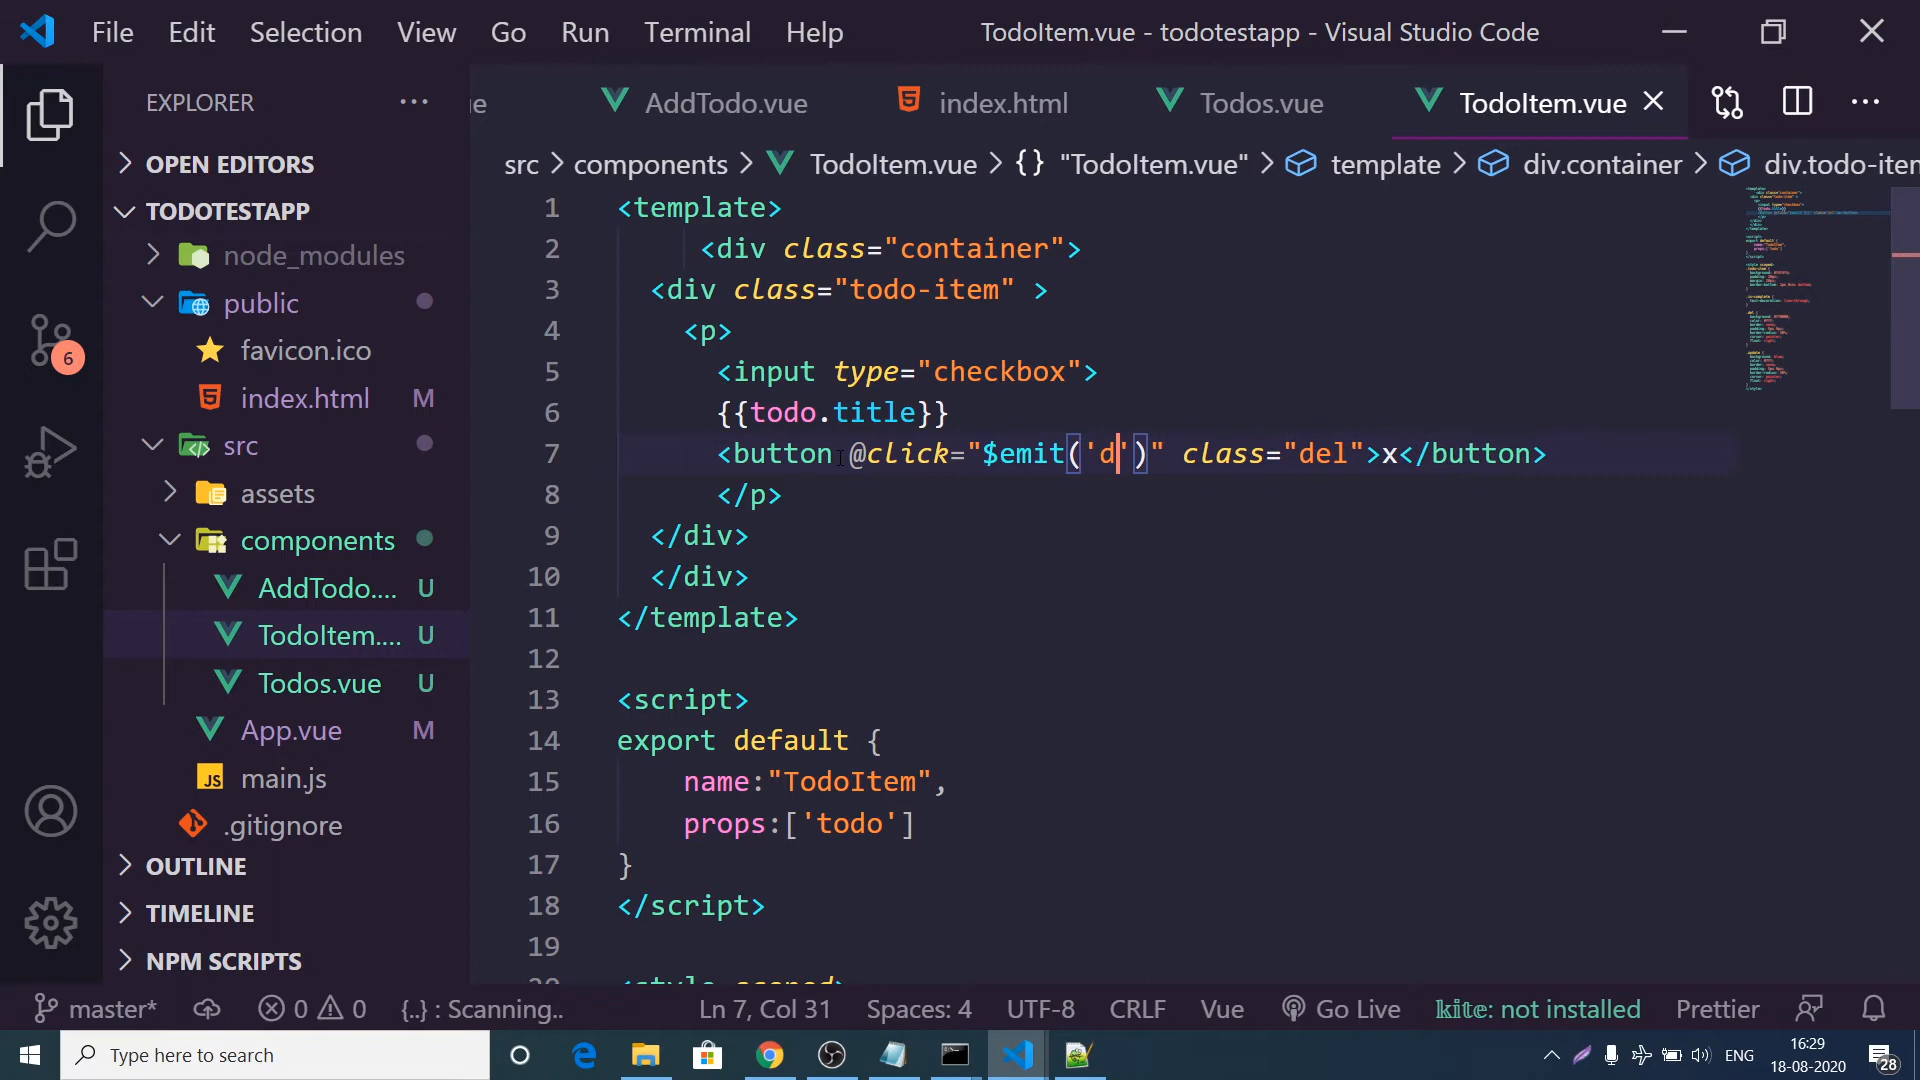 File Edit Selection View Go Run Terminal Help
TodoItem.vue - todotestapp - Visual Studio Code
EXPLORER
ue
AddTodo.vue
index.html
Todos.vue
TodoItem.vue
OPEN EDITORS
TODOTESTAPP
node_modules
public
favicon.ico
index.html M
src
assets
components
AddTodo.... U
TodoItem.... U
Todos.vue U
App.vue M
main.js
.gitignore
OUTLINE
TIMELINE
NPM SCRIPTS
6
src > components > TodoItem.vue > {} "TodoItem.vue" > template > div.container > div.todo-item
1 <template>
2 <div class="container">
3 <div class="todo-item" >
4 <p>
5 <input type="checkbox">
6 {{todo.title}}
7 <button @click="$emit('d')" class="del">x</button>
8 </p>
9 </div>
10 </div>
11 </template>
12
13 <script>
14 export default {
15 name:"TodoItem",
16 props:['todo']
17 }
18 </script>
19
20 <style scoped>
master* 0 0 {..} : Scanning.. Ln 7, Col 31 Spaces: 4 UTF-8 CRLF Vue Go Live kite: not installed Prettier
Type here to search
ENG
16:29
18-08-2020
28